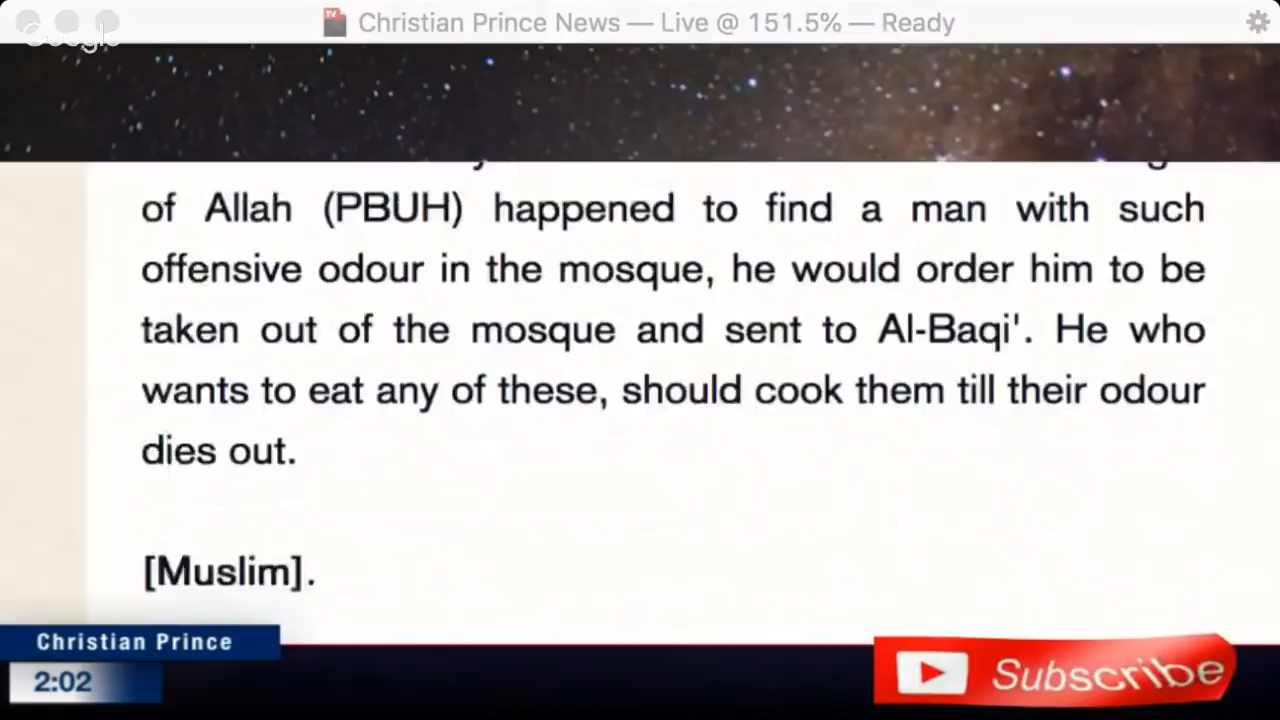 Google
Christian Prince News — Live @ 151.5% — Ready
of Allah (PBUH) happened to find a man with such
offensive odour in the mosque, he would order him to be
taken out of the mosque and sent to Al-Baqi'. He who
wants to eat any of these, should cook them till their odour
dies out.
[Muslim].
Christian Prince
2:02
Subscribe